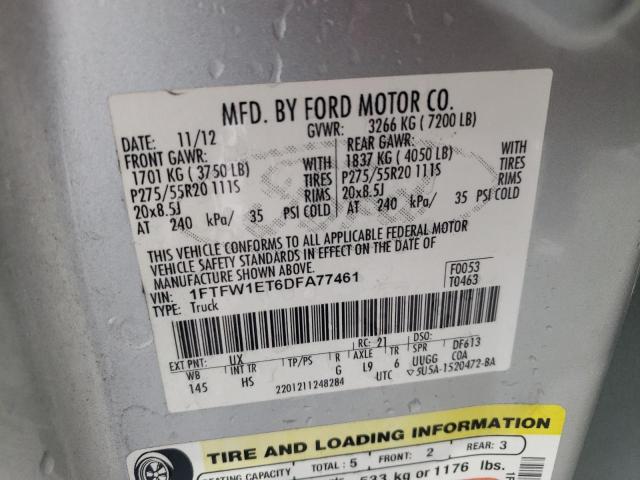 MFD. BY FORD MOTOR CO.
DATE: 11/12 GVWR: 3266 KG ( 7200 LB)
FRONT GAWR: REAR GAWR:
1701 KG ( 3750 LB) WITH 1837 KG ( 4050 LB) WITH
P275/55R20 111S TIRES P275/55R20 111S TIRES
20x8.5J RIMS 20x8.5J RIMS
AT 240 kPa/ 35 PSI COLD AT 240 kPa/ 35 PSI COLD
THIS VEHICLE CONFORMS TO ALL APPLICABLE FEDERAL MOTOR
VEHICLE SAFETY STANDARDS IN EFFECT ON THE DATE OF
MANUFACTURE SHOWN ABOVE.
VIN: 1FTFW1ET6DFA77461 F0053
TYPE: Truck T0463
EXT PNT: UX RC: 21 DSO:
WB INT TR TP/PS R AXLE TR SPR DF613
145 HS G L9 6 UUGG COA
2201211248284 UTC 5U5A-1520472-BA
TIRE AND LOADING INFORMATION
SEATING CAPACITY TOTAL: 5 FRONT: 2 REAR: 3
533 kg or 1176 lbs.